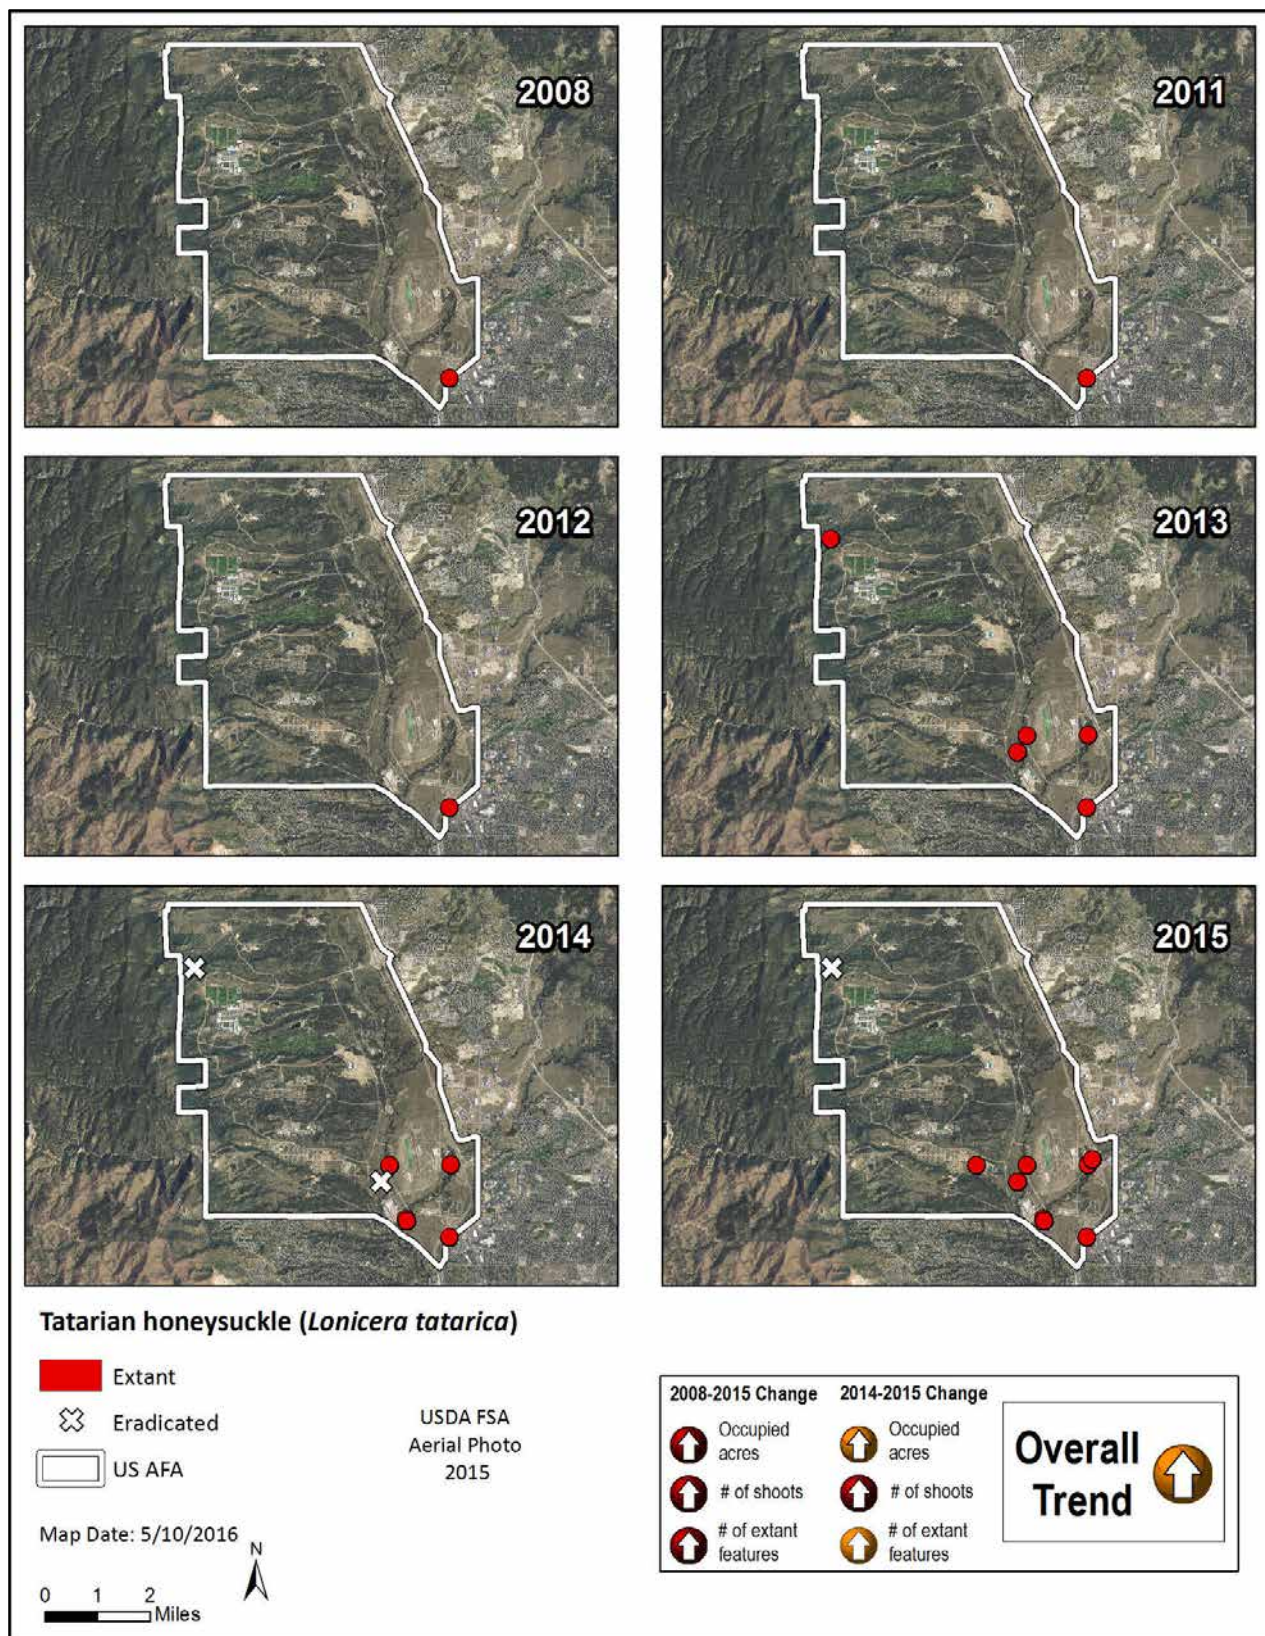 2008
2011
2012
2013
2014
2015
Tatarian honeysuckle (Lonicera tatarica)
Extant
Eradicated
US AFA
USDA FSA
Aerial Photo
2015
Map Date: 5/10/2016
N
0 1 2
Miles
2008-2015 Change
Occupied
acres
# of shoots
# of extant
features
2014-2015 Change
Occupied
acres
# of shoots
# of extant
features
Overall
Trend